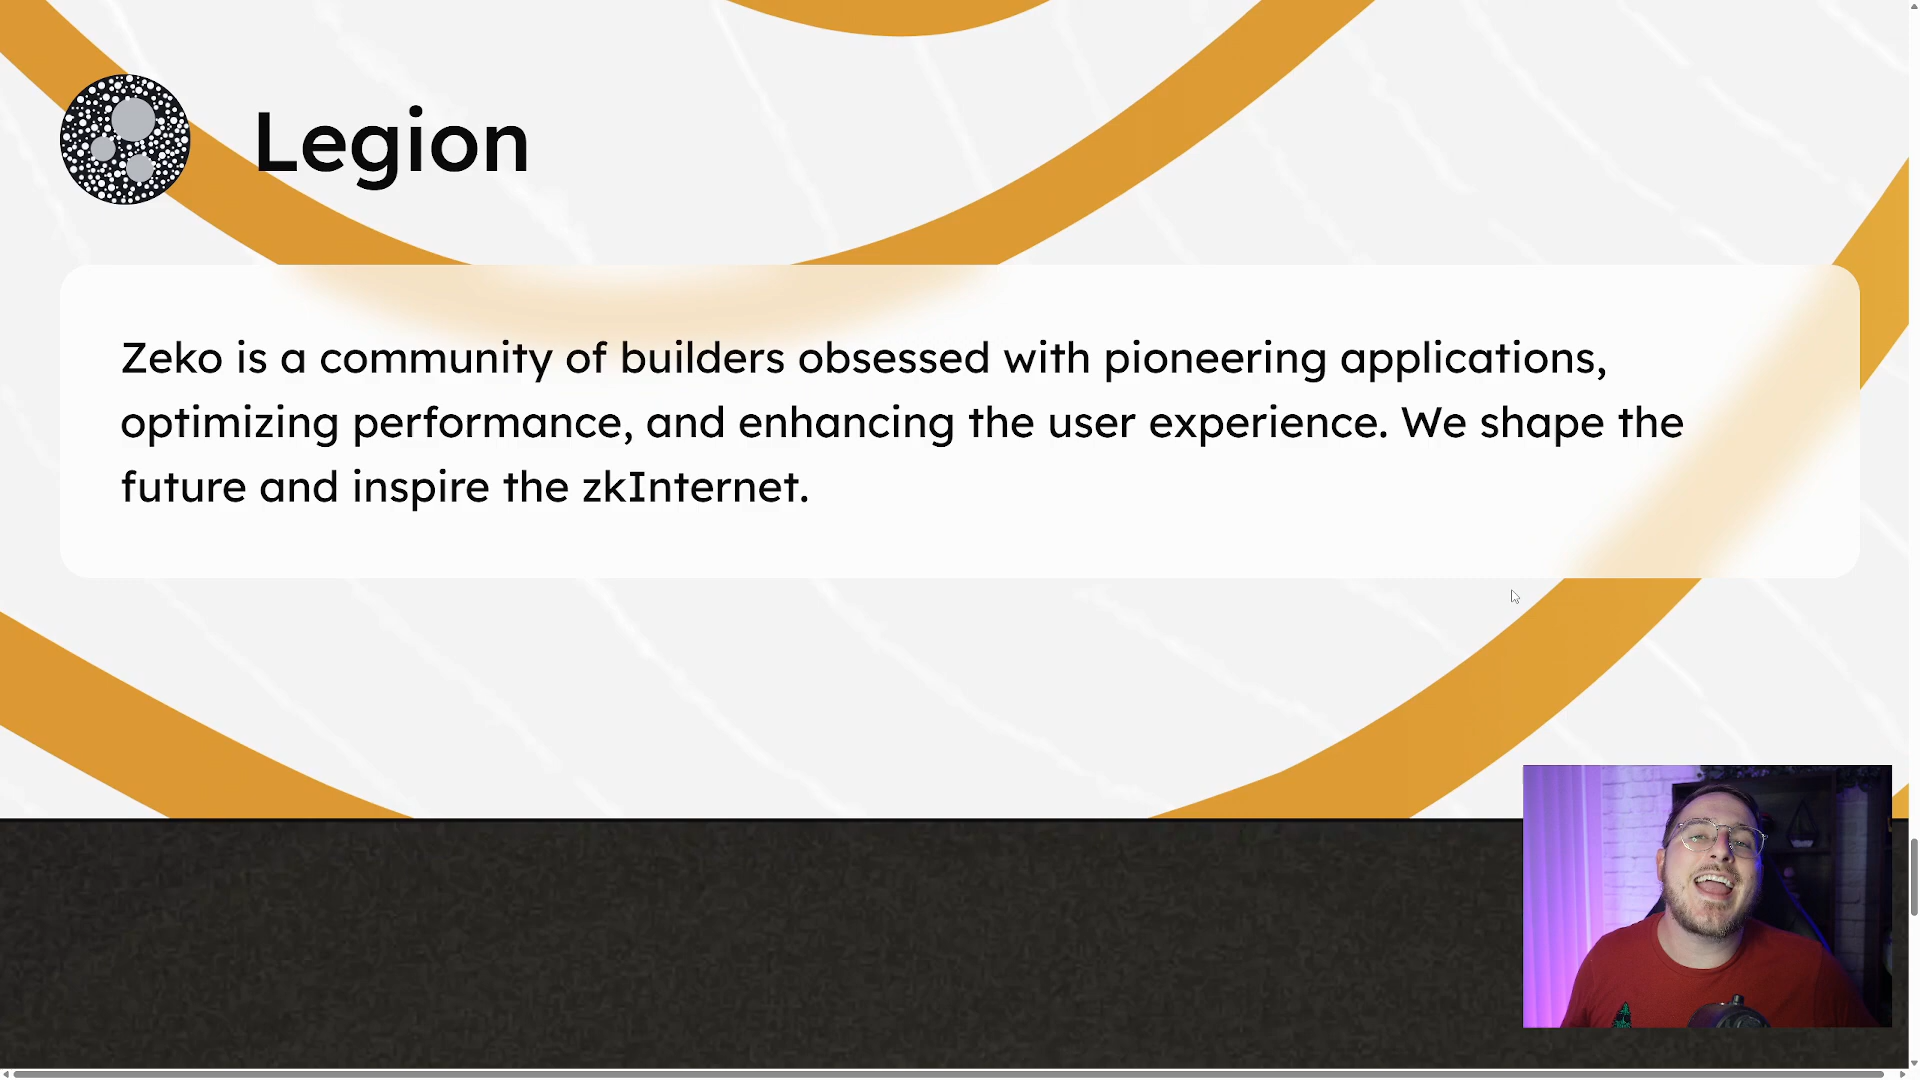 Legion
Zeko is a community of builders obsessed with pioneering applications,
optimizing performance, and enhancing the user experience. We shape the
future and inspire the zkInternet.